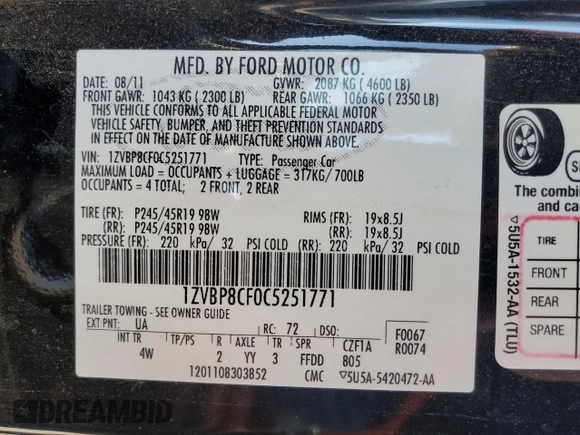 MFD. BY FORD MOTOR CO.
DATE: 08/11 GVWR: 2087 KG ( 4600 LB)
FRONT GAWR: 1043 KG ( 2300 LB) REAR GAWR: 1066 KG ( 2350 LB)
THIS VEHICLE CONFORMS TO ALL APPLICABLE FEDERAL MOTOR
VEHICLE SAFETY, BUMPER, AND THEFT PREVENTION STANDARDS
IN EFFECT ON THE DATE OF MANUFACTURE SHOWN ABOVE.
VIN: 1ZVBP8CF0C5251771 TYPE: Passenger Car
MAXIMUM LOAD = OCCUPANTS + LUGGAGE = 317KG/ 700LB
OCCUPANTS = 4 TOTAL; 2 FRONT, 2 REAR
TIRE: (FR) P245/45R19 98W RIMS (FR) 19x8.5J
(RR) P245/45R19 98W (RR) 19x8.5J
PRESSURE: (FR) 220 kPa/ 32 PSI COLD (RR) 220 kPa/ 32 PSI COLD
1ZVBP8CF0C5251771
TRAILER TOWING - SEE OWNER GUIDE
EXT PNT: UA RC: 72 DSO: F0067
INT TR TP/PS R AXLE TR SPR CZF1A R0074
4W 2 YY 3 FFDD 805
1201108303852 CMC ▽5U5A-5420472-AA
▽5U5A-1532-AA (TLU)
The combin
and ca
TIRE
FRONT
REAR
SPARE
DREAMBID